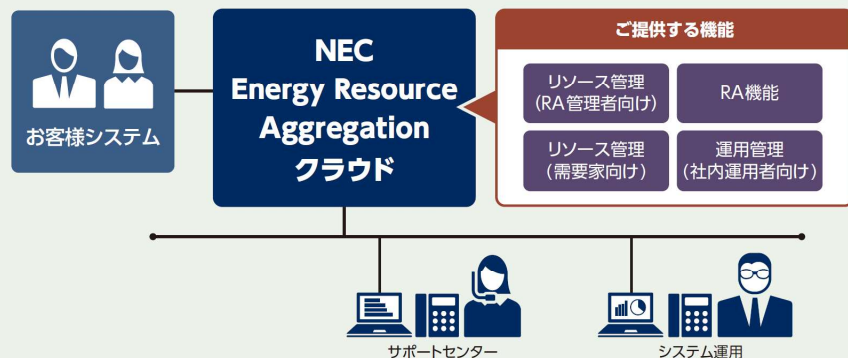 お客様システム
NEC
Energy Resource
Aggregation
クラウド
ご提供する機能
リソース管理
(RA管理者向け)
RA機能
リソース管理
(需要家向け)
運用管理
(社内運用者向け)
サポートセンター
システム運用